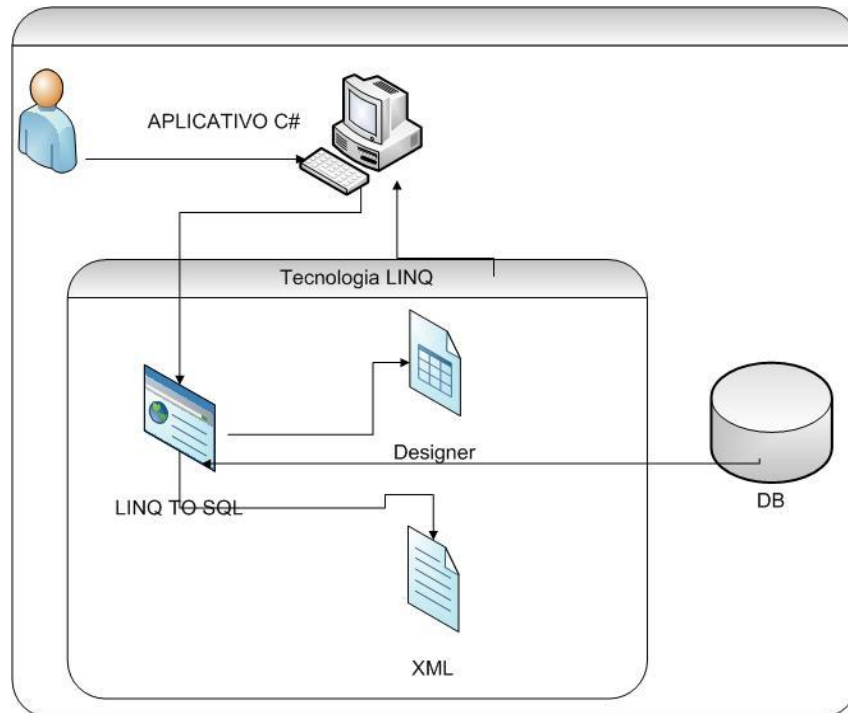 APLICATIVO C#
Tecnologia LINQ
Designer
DB
LINQ TO SQL
XML